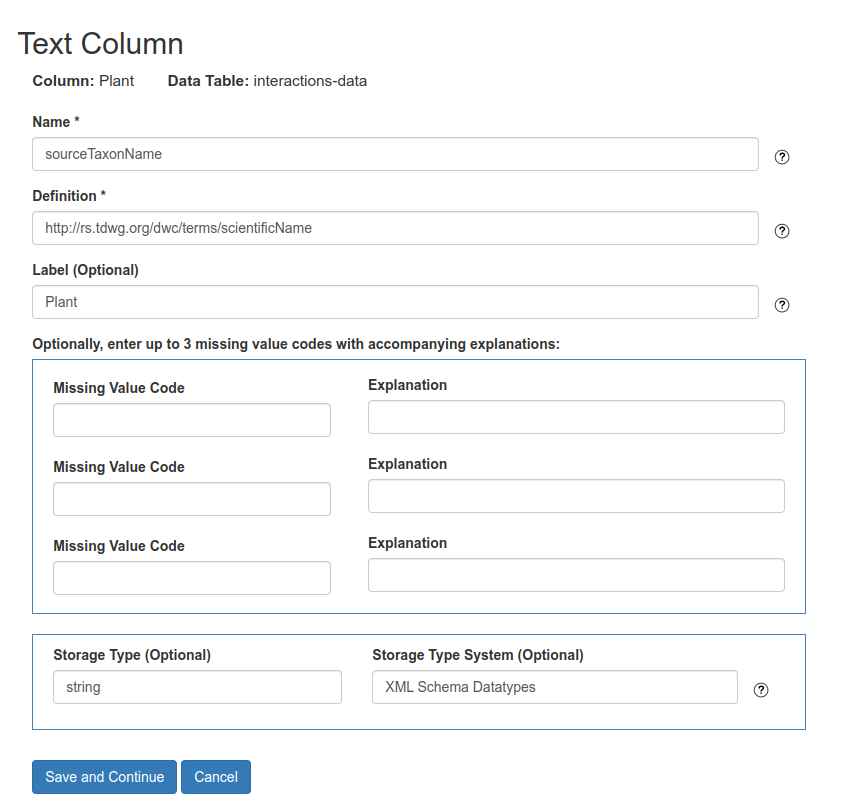 Text Column
Column: Plant Data Table: interactions-data
Name *
sourceTaxonName
?
Definition *
http://rs.tdwg.org/dwc/terms/scientificName
?
Label (Optional)
Plant
?
Optionally, enter up to 3 missing value codes with accompanying explanations:
Missing Value Code Explanation
Missing Value Code Explanation
Missing Value Code Explanation
Storage Type (Optional) Storage Type System (Optional)
string XML Schema Datatypes ?
Save and Continue Cancel